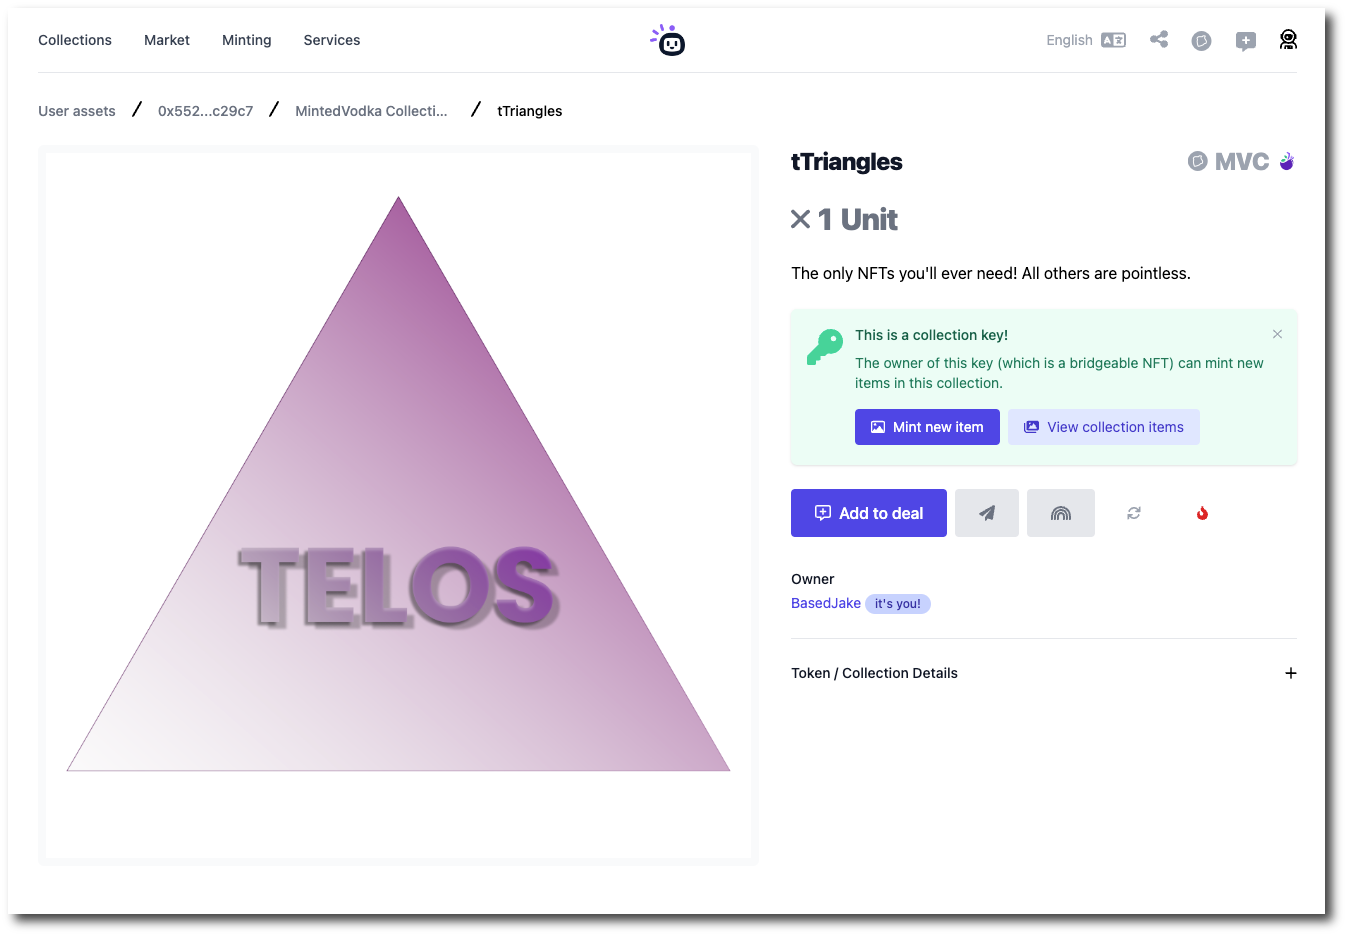 Collections Market Minting Services English
User assets / 0x552...c29c7 / MintedVodka Collecti... / tTriangles
tTriangles MVC
× 1 Unit
The only NFTs you'll ever need! All others are pointless.
This is a collection key!
The owner of this key (which is a bridgeable NFT) can mint new
items in this collection.
Mint new item View collection items
Add to deal
TELOS
Owner
BasedJake it's you!
Token / Collection Details